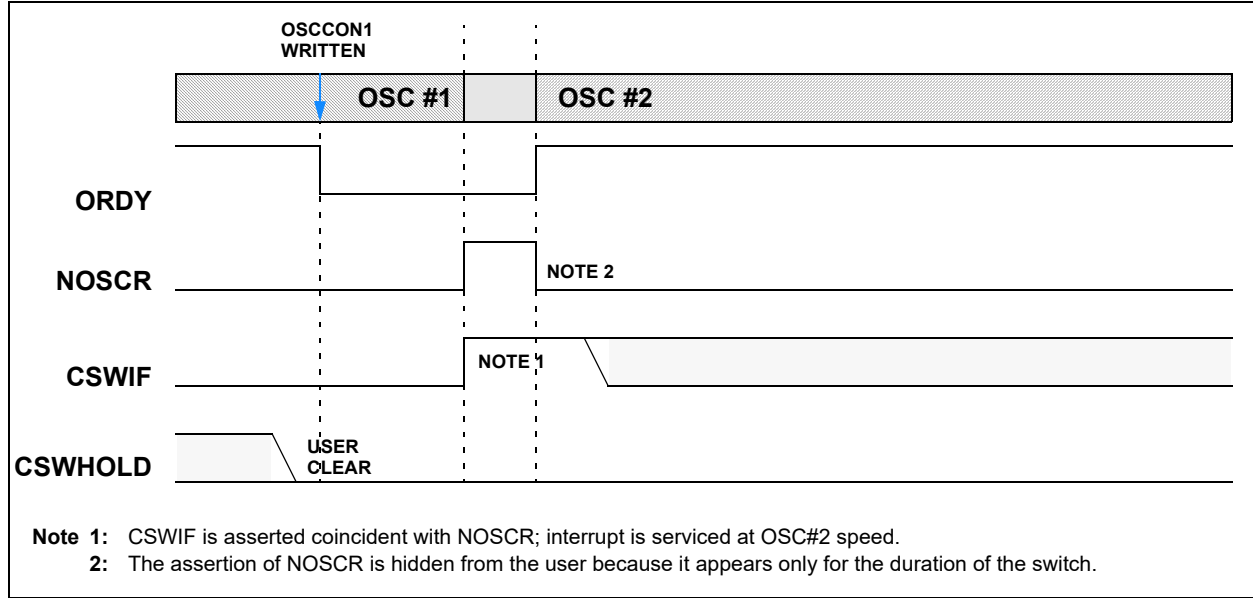 OSCCON1
WRITTEN
OSC #1
OSC #2
ORDY
NOSCR
NOTE 2
CSWIF
NOTE 1
CSWHOLD
USER
CLEAR
Note 1: CSWIF is asserted coincident with NOSCR; interrupt is serviced at OSC#2 speed.
2: The assertion of NOSCR is hidden from the user because it appears only for the duration of the switch.